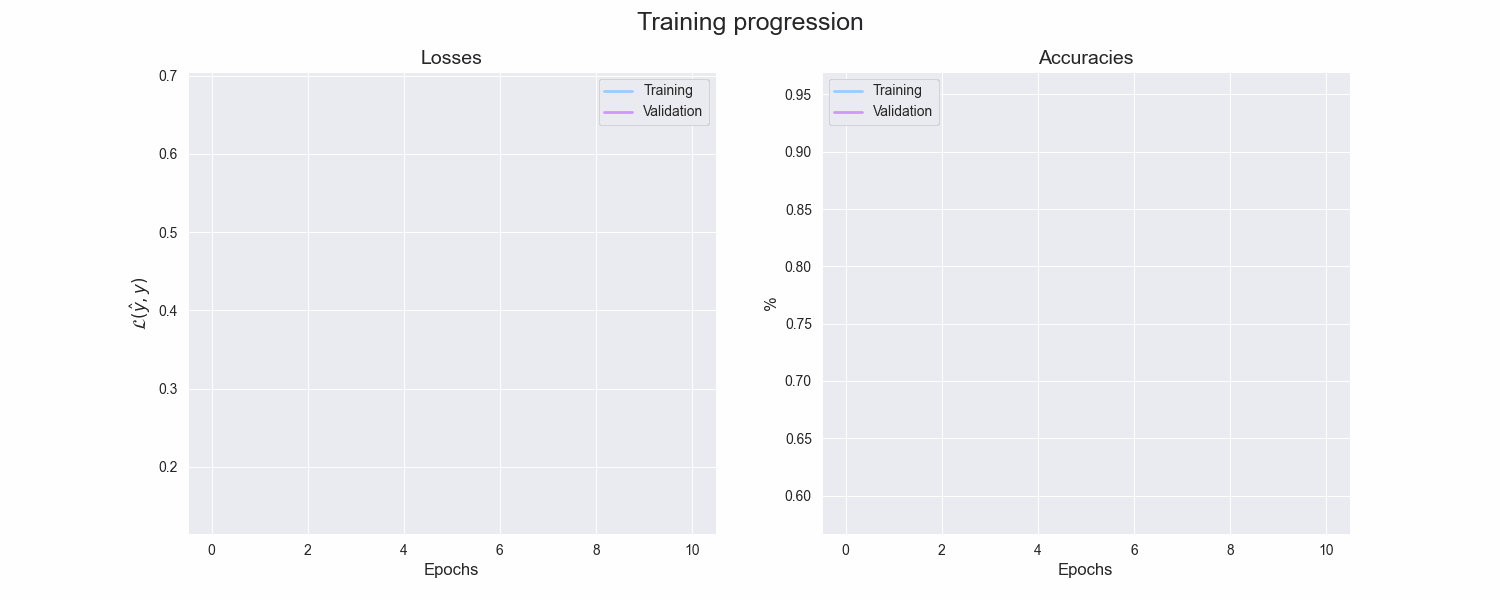 Training progression
Losses
0.7
0.6
0.5
0.4
0.3
0.2
ℒ(ŷ, y)
0
2
4
6
8
10
Epochs
Training
Validation
Accuracies
0.95
0.90
0.85
0.80
0.75
0.70
0.65
0.60
%
0
2
4
6
8
10
Epochs
Training
Validation